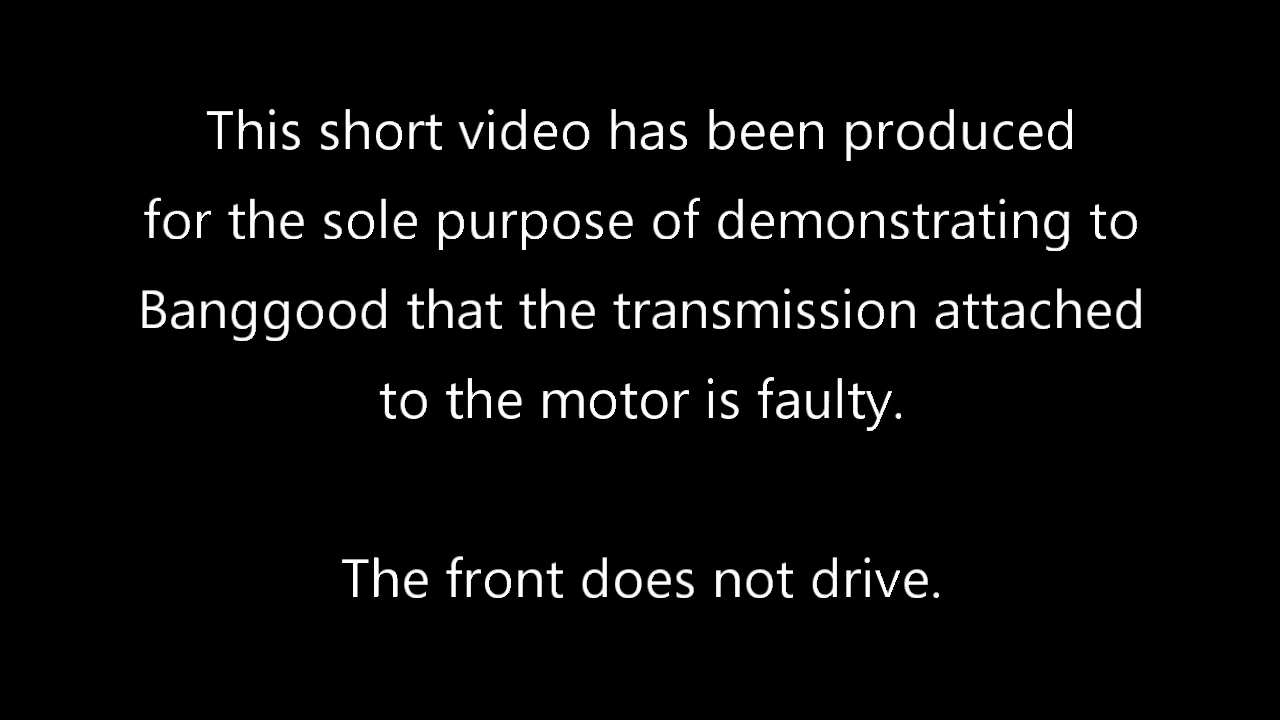 This short video has been produced
for the sole purpose of demonstrating to
Banggood that the transmission attached
to the motor is faulty.
The front does not drive.